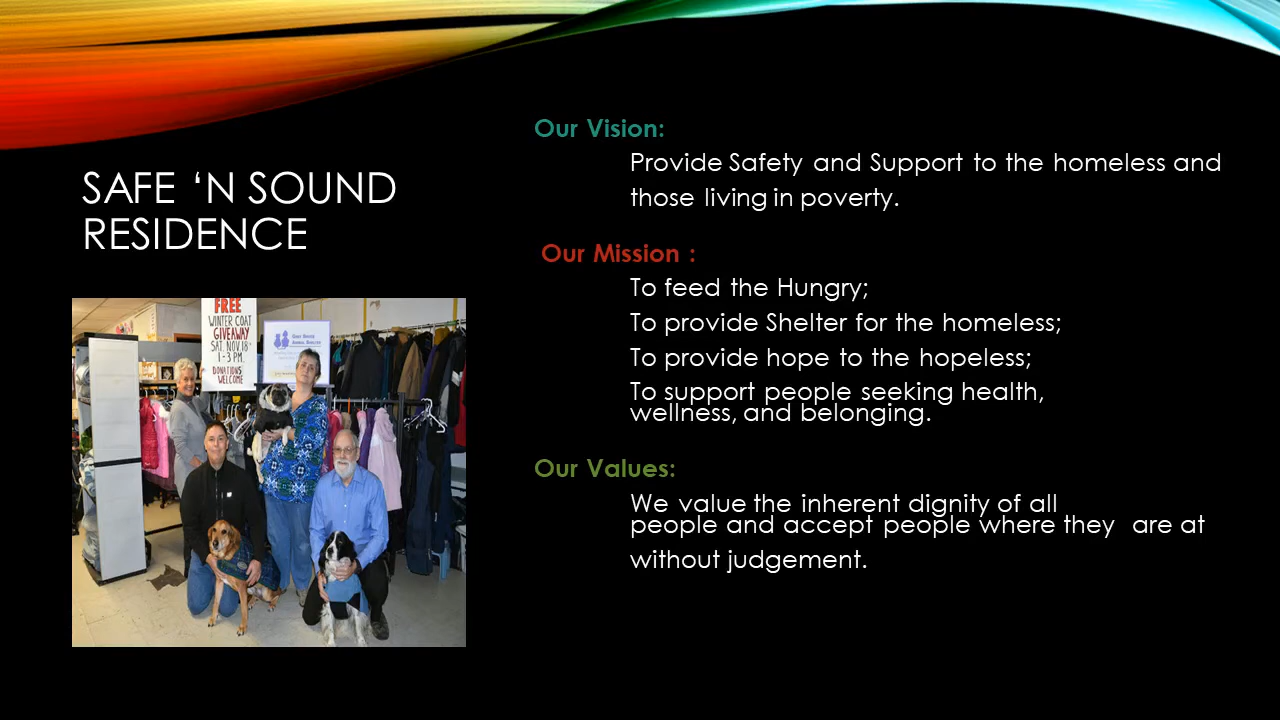 SAFE ‘N SOUND
RESIDENCE
FREE
WINTER COAT
GIVEAWAY
SAT. NOV. 18th
1-3 P.M.
DONATIONS
WELCOME
Our Vision:
Provide Safety and Support to the homeless and
those living in poverty.
Our Mission :
To feed the Hungry;
To provide Shelter for the homeless;
To provide hope to the hopeless;
To support people seeking health,
wellness, and belonging.
Our Values:
We value the inherent dignity of all
people and accept people where they are at
without judgement.